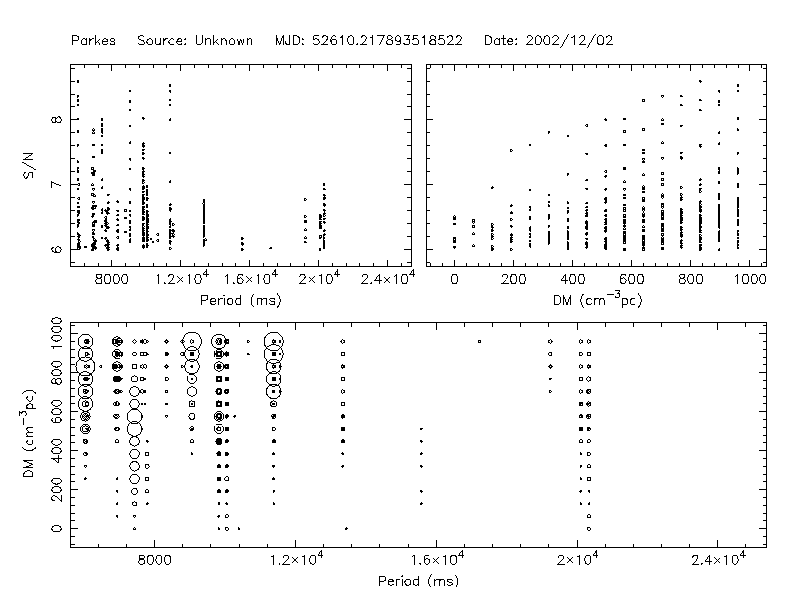 Parkes Source: Unknown MJD: 52610.217893518522 Date: 2002/12/02
8
7
6
S/N
8000 1.2×10⁴ 1.6×10⁴ 2×10⁴ 2.4×10⁴
Period (ms)
0 200 400 600 800 1000
DM (cm⁻³pc)
1000
800
600
400
200
0
DM (cm⁻³pc)
8000 1.2×10⁴ 1.6×10⁴ 2×10⁴ 2.4×10⁴
Period (ms)